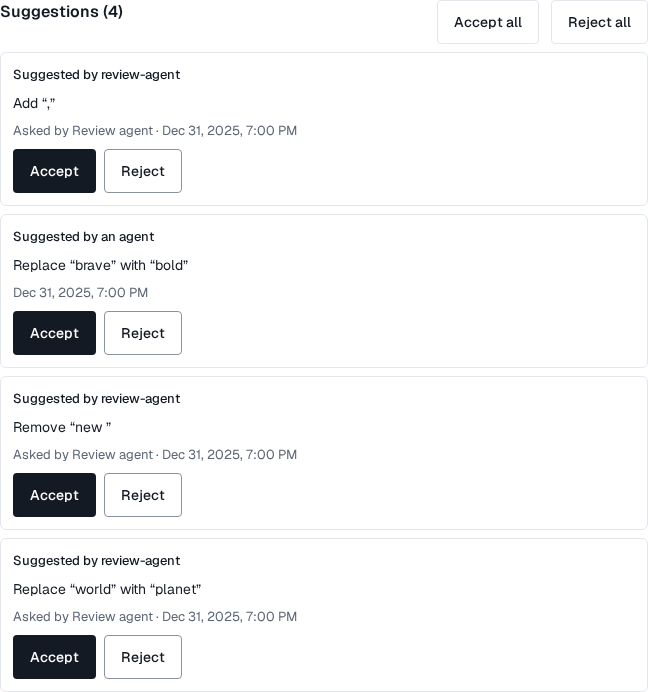 Suggestions (4)
Accept all
Reject all
Suggested by review-agent
Add “,”
Asked by Review agent · Dec 31, 2025, 7:00 PM
Accept
Reject
Suggested by an agent
Replace “brave” with “bold”
Dec 31, 2025, 7:00 PM
Accept
Reject
Suggested by review-agent
Remove “new ”
Asked by Review agent · Dec 31, 2025, 7:00 PM
Accept
Reject
Suggested by review-agent
Replace “world” with “planet”
Asked by Review agent · Dec 31, 2025, 7:00 PM
Accept
Reject